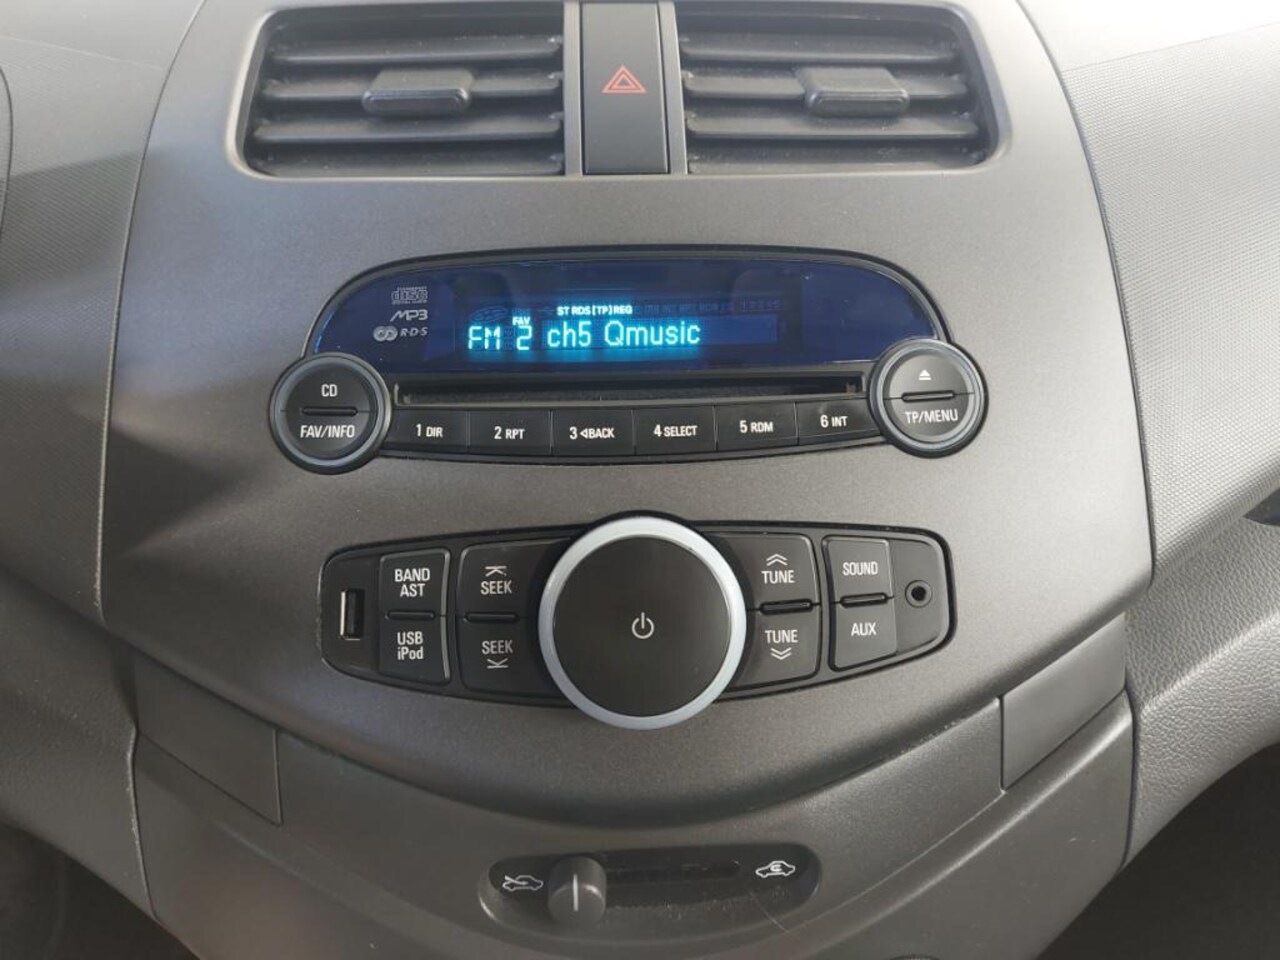 disc
MP3
R·D·S
ST RDS[TP]REG
FAV
FM 2 ch5 Qmusic
CD
FAV/INFO
1 DIR
2 RPT
3 ◁BACK
4 SELECT
5 RDM
6 INT
TP/MENU
BAND
AST
USB
iPod
SEEK
SEEK
TUNE
TUNE
SOUND
AUX